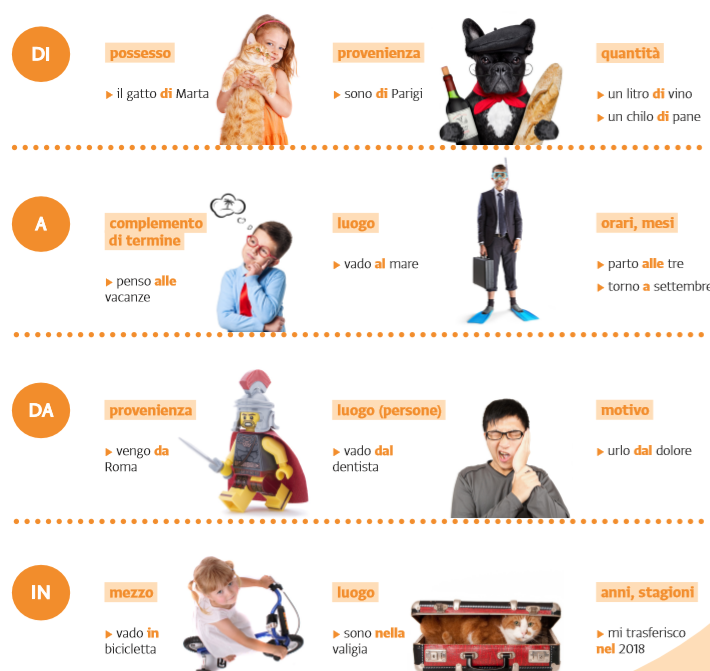 DI
possesso
▶ il gatto di Marta
provenienza
▶ sono di Parigi
quantità
▶ un litro di vino
▶ un chilo di pane
A
complemento
di termine
▶ penso alle
vacanze
luogo
▶ vado al mare
orari, mesi
▶ parto alle tre
▶ torno a settembre
DA
provenienza
▶ vengo da
Roma
luogo (persone)
▶ vado dal
dentista
motivo
▶ urlo dal dolore
IN
mezzo
▶ vado in
bicicletta
luogo
▶ sono nella
valigia
anni, stagioni
▶ mi trasferisco
nel 2018